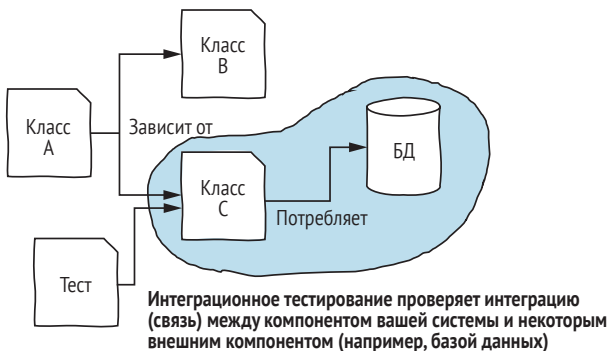 Класс
B
Класс
A
Зависит от
БД
Класс
C
Потребляет
Тест
Интеграционное тестирование проверяет интеграцию
(связь) между компонентом вашей системы и некоторым
внешним компонентом (например, базой данных)